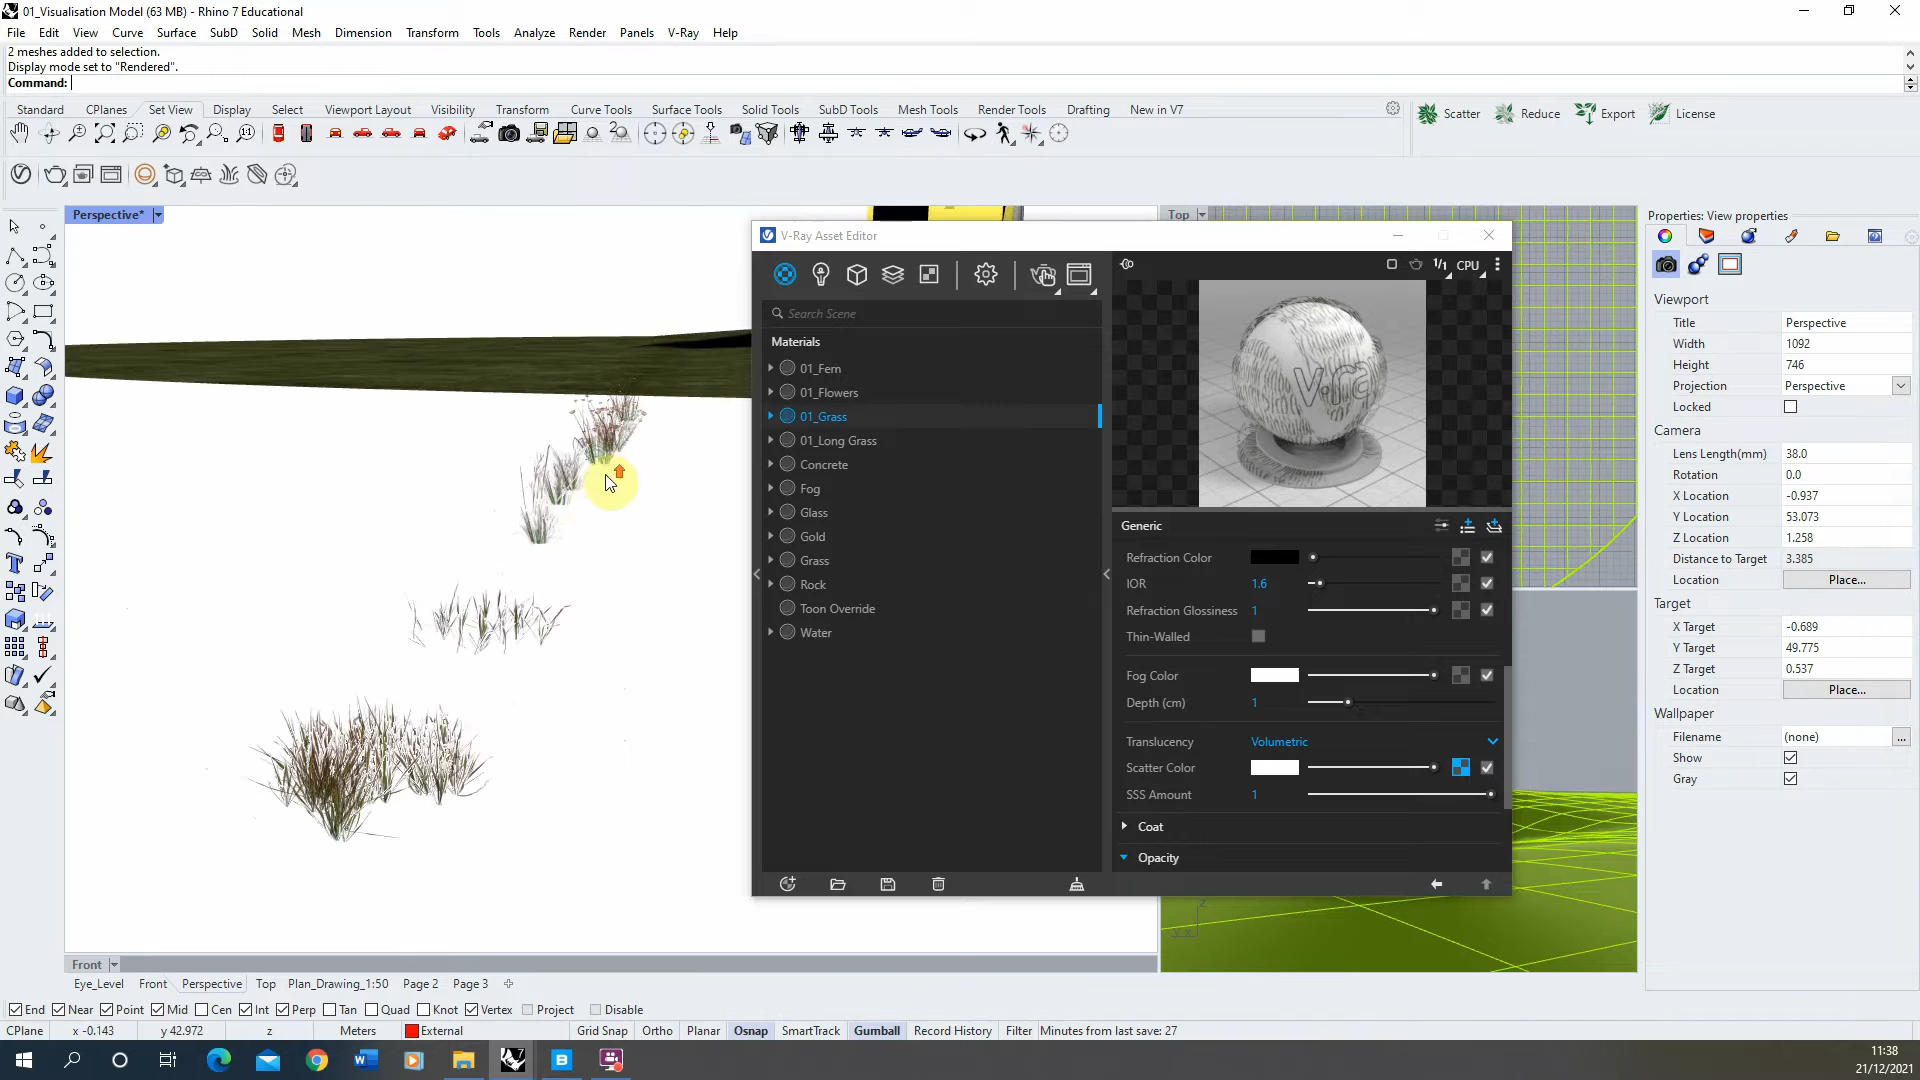 01_Visualisation Model (63 MB) - Rhino 7 Educational
File Edit View Curve Surface SubD Solid Mesh Dimension Transform Tools Analyze Render Panels V-Ray Help
2 meshes added to selection.
Display mode set to "Rendered".
Command:
Standard CPlanes Set View Display Select Viewport Layout Visibility Transform Curve Tools Surface Tools Solid Tools SubD Tools Mesh Tools Render Tools Drafting New in V7
Scatter Reduce Export License
Perspective*
Top
V-Ray Asset Editor
1/1 CPU
Search Scene
Materials
01_Fern
01_Flowers
01_Grass
01_Long Grass
Concrete
Fog
Glass
Gold
Grass
Rock
Toon Override
Water
v·ra
Generic
Refraction Color
IOR 1.6
Refraction Glossiness 1
Thin-Walled
Fog Color
Depth (cm) 1
Translucency Volumetric
Scatter Color
SSS Amount 1
Coat
Opacity
Properties: View properties
Viewport
Title Perspective
Width 1092
Height 746
Projection Perspective
Locked
Camera
Lens Length(mm) 38.0
Rotation 0.0
X Location -0.937
Y Location 53.073
Z Location 1.258
Distance to Target 3.385
Location Place...
Target
X Target -0.689
Y Target 49.775
Z Target 0.537
Location Place...
Wallpaper
Filename (none) ...
Show
Gray
Front
Eye_Level Front Perspective Top Plan_Drawing_1:50 Page 2 Page 3
End Near Point Mid Cen Int Perp Tan Quad Knot Vertex Project Disable
CPlane x -0.143 y 42.972 z Meters External Grid Snap Ortho Planar Osnap SmartTrack Gumball Record History Filter Minutes from last save: 27
11:38
21/12/2021